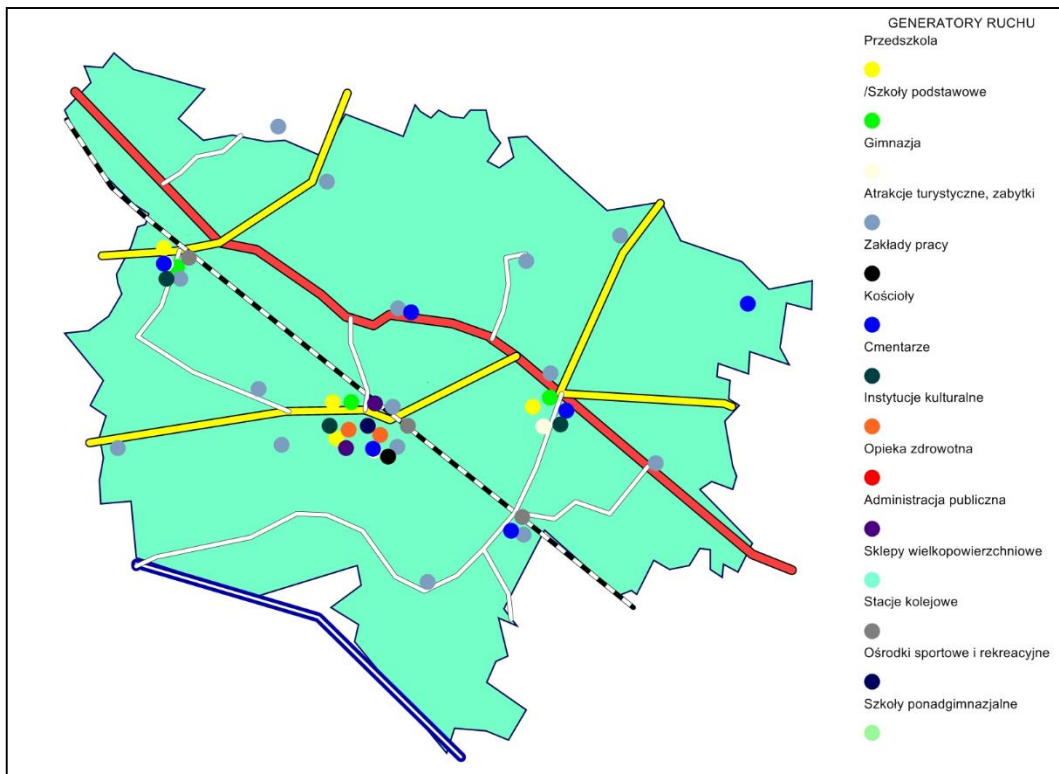 GENERATORY RUCHU
Przedszkola
/Szkoły podstawowe
Gimnazja
Atrakcje turystyczne, zabytki
Zakłady pracy
Kościoły
Cmentarze
Instytucje kulturalne
Opieka zdrowotna
Administracja publiczna
Sklepy wielkopowierzchniowe
Stacje kolejowe
Ośrodki sportowe i rekreacyjne
Szkoły ponadgimnazjalne